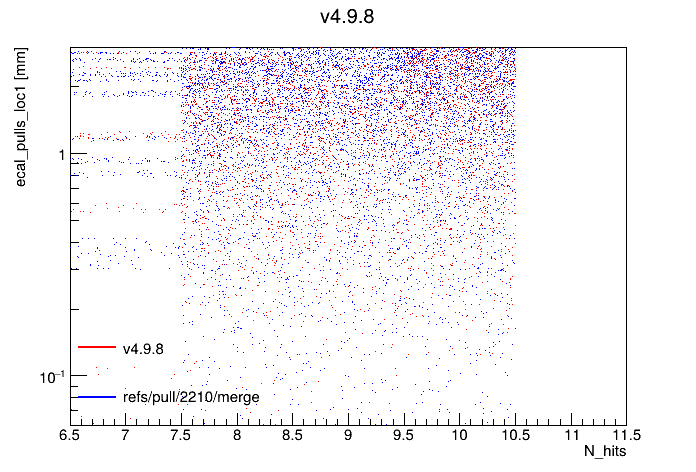 v4.9.8
ecal_pulls_loc1 [mm]
1
10⁻¹
v4.9.8
refs/pull/2210/merge
6.5 7 7.5 8 8.5 9 9.5 10 10.5 11 11.5
N_hits